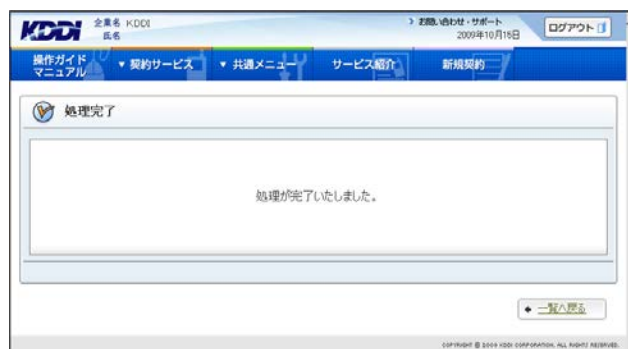 KDDI
企業名 KDDI
氏名
> お問い合わせ・サポート
2009年10月16日
ログアウト
操作ガイド
マニュアル
▼ 契約サービス
▼ 共通メニュー
サービス紹介
新規契約
処理完了
処理が完了いたしました。
一覧へ戻る
COPYRIGHT © 2009 KDDI CORPORATION, ALL RIGHTS RESERVED.